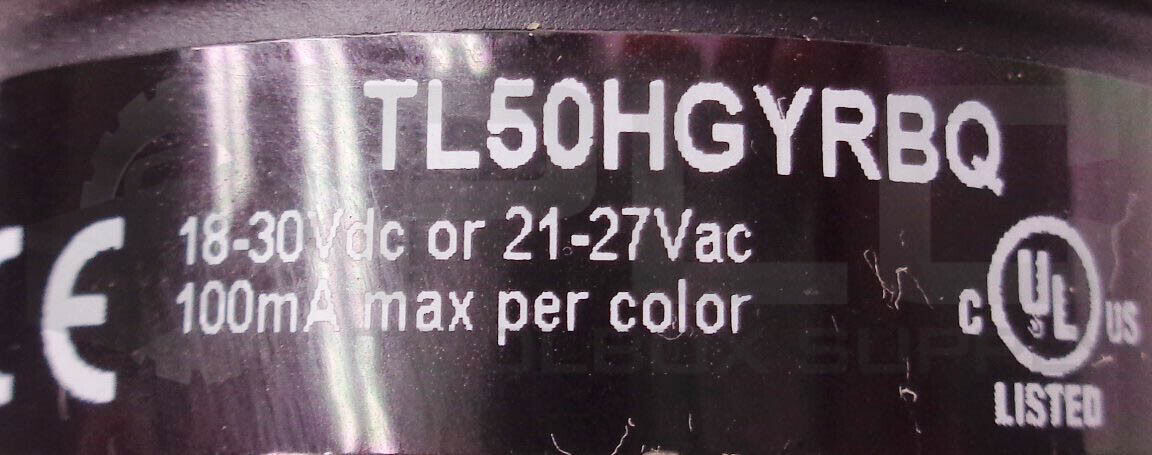 TL50HGYRBQ
18-30Vdc or 21-27Vac
100mA max per color
CE
C UL US
LISTED